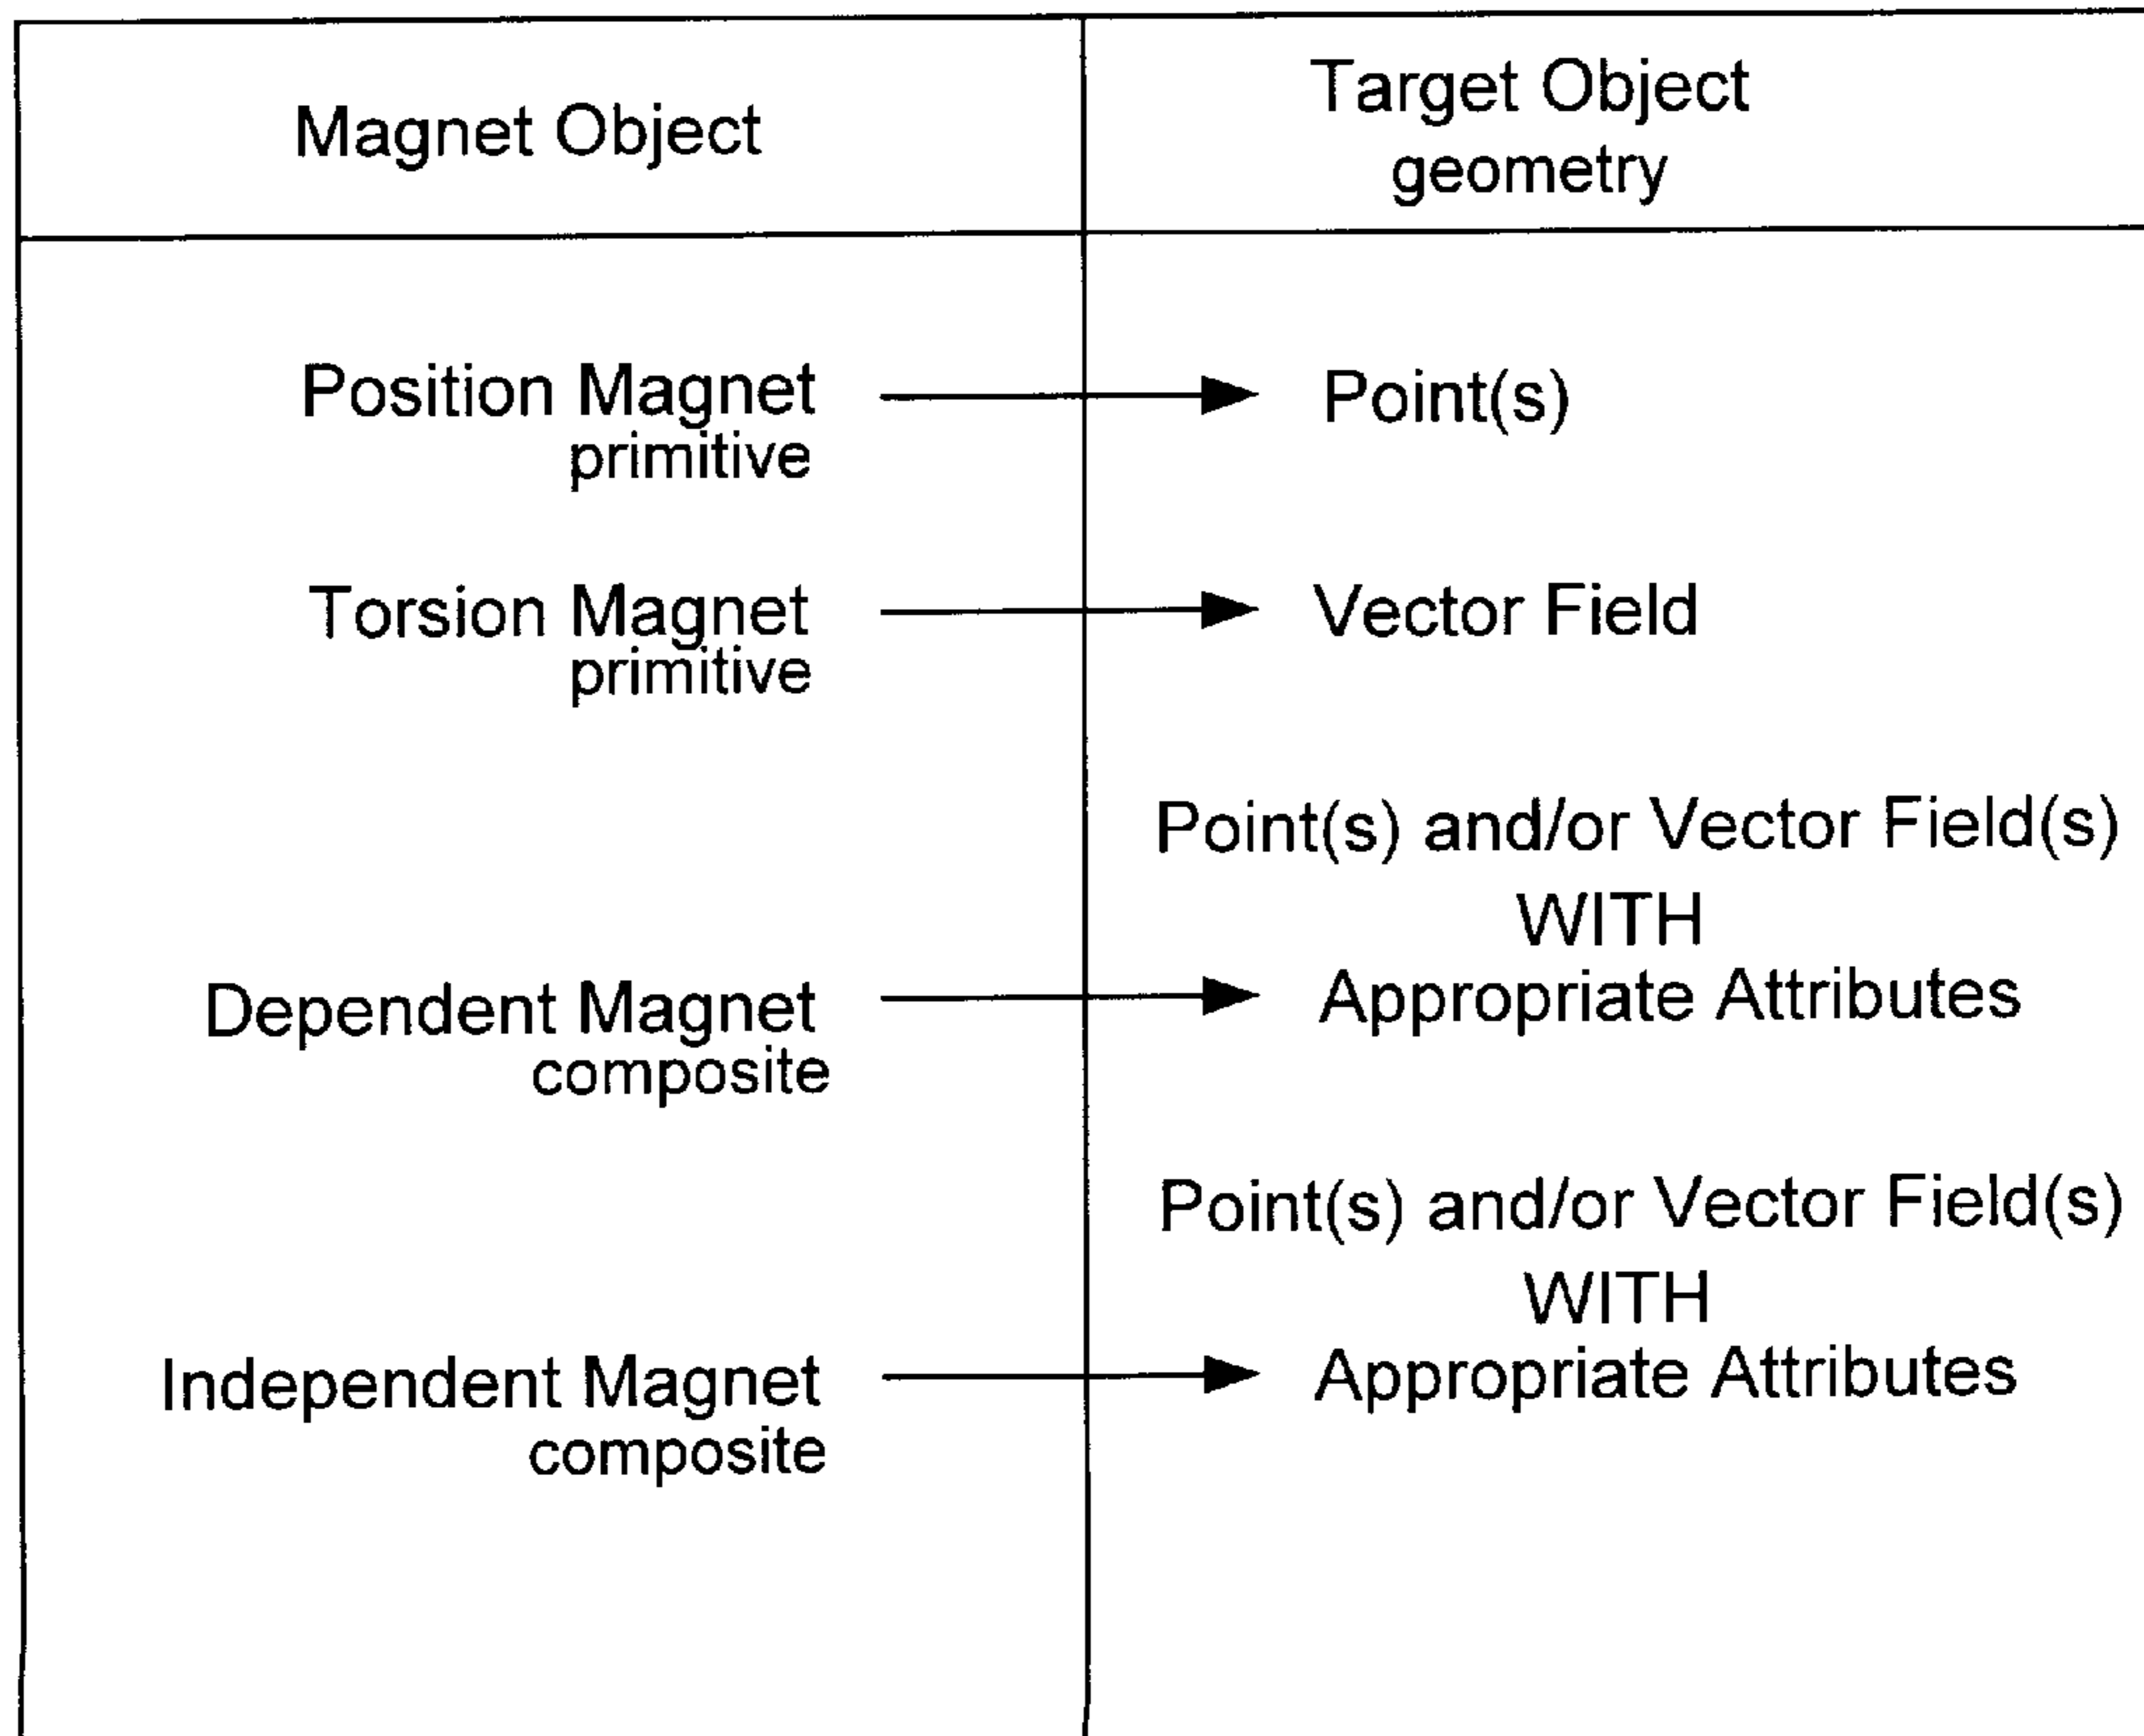 Magnet Object
Target Object
geometry
Position Magnet
primitive
Point(s)
Torsion Magnet
primitive
Vector Field
Point(s) and/or Vector Field(s)
WITH
Dependent Magnet
composite
Appropriate Attributes
Point(s) and/or Vector Field(s)
WITH
Independent Magnet
composite
Appropriate Attributes